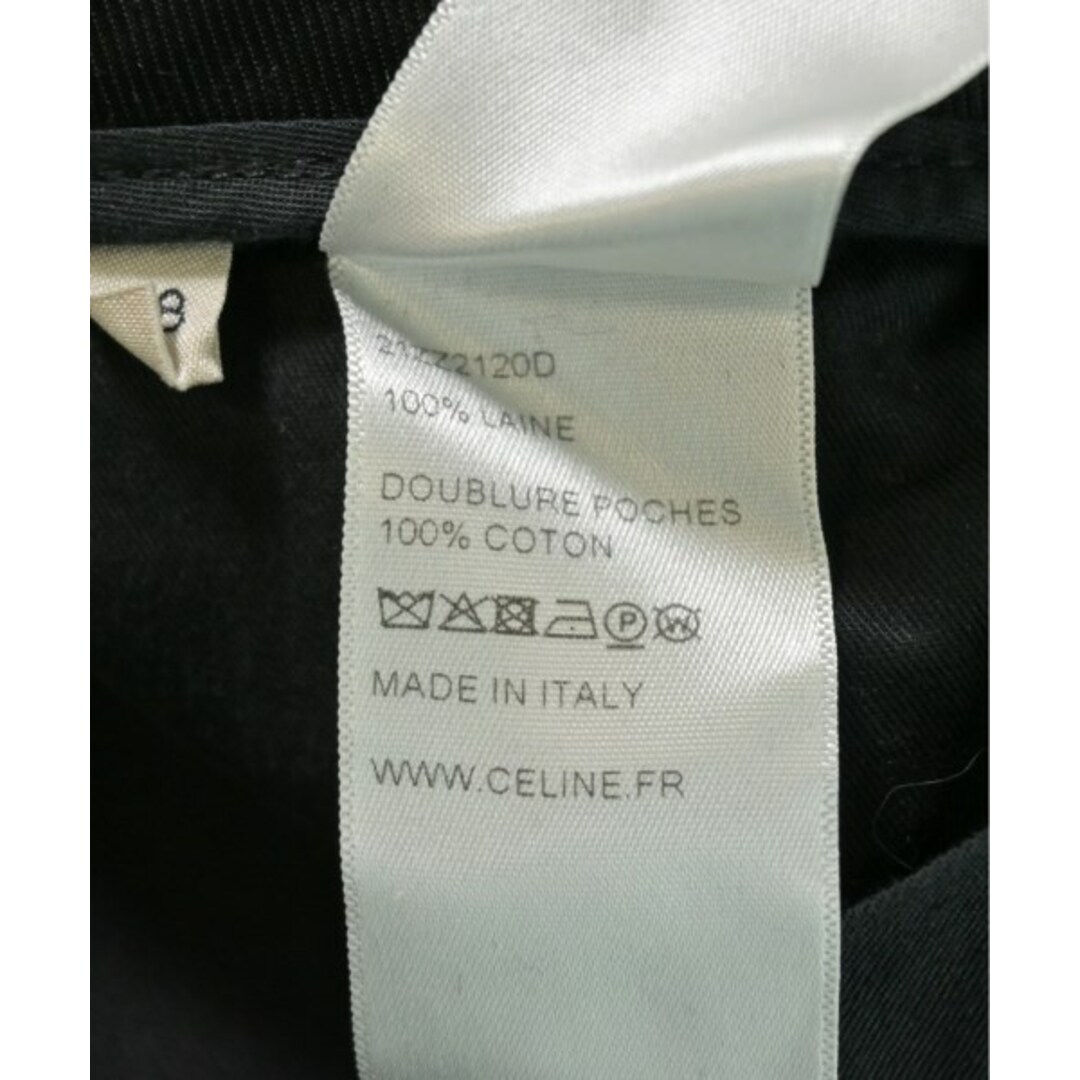 100% LAINE
DOUBLURE POCHES
100% COTON
P W
MADE IN ITALY
WWW.CELINE.FR